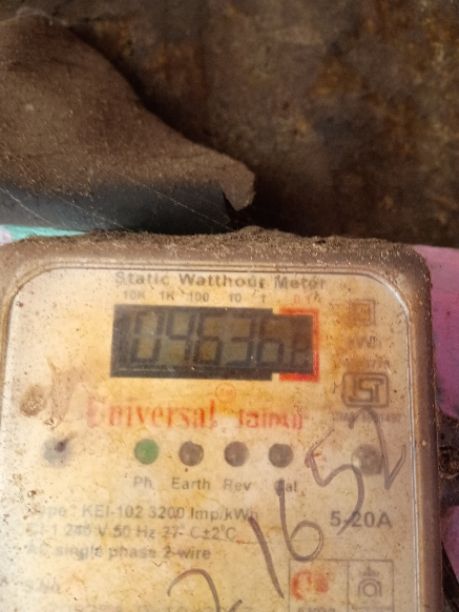 Static Watthour Meter
10K 1K 100 10 1
04636
Universal Jaipur
Ph Earth Rev Cal
KEI-102 3200 Imp/kWh
240 V 50 Hz 27°C±2°C
5-20A
AC single phase 2-wire
1652